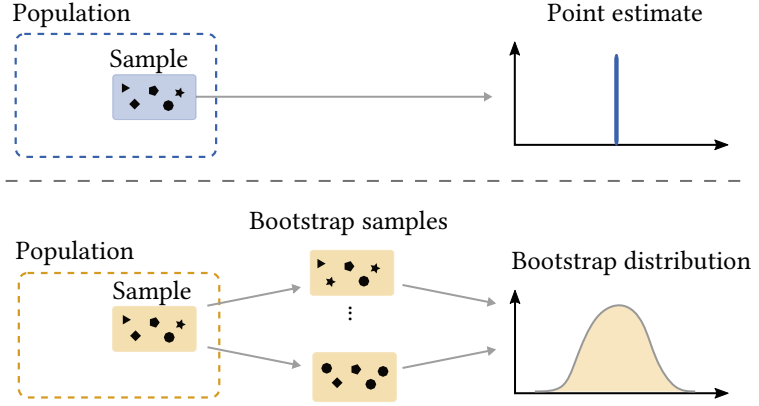 Population
Point estimate
Sample
Bootstrap samples
Population
Bootstrap distribution
Sample